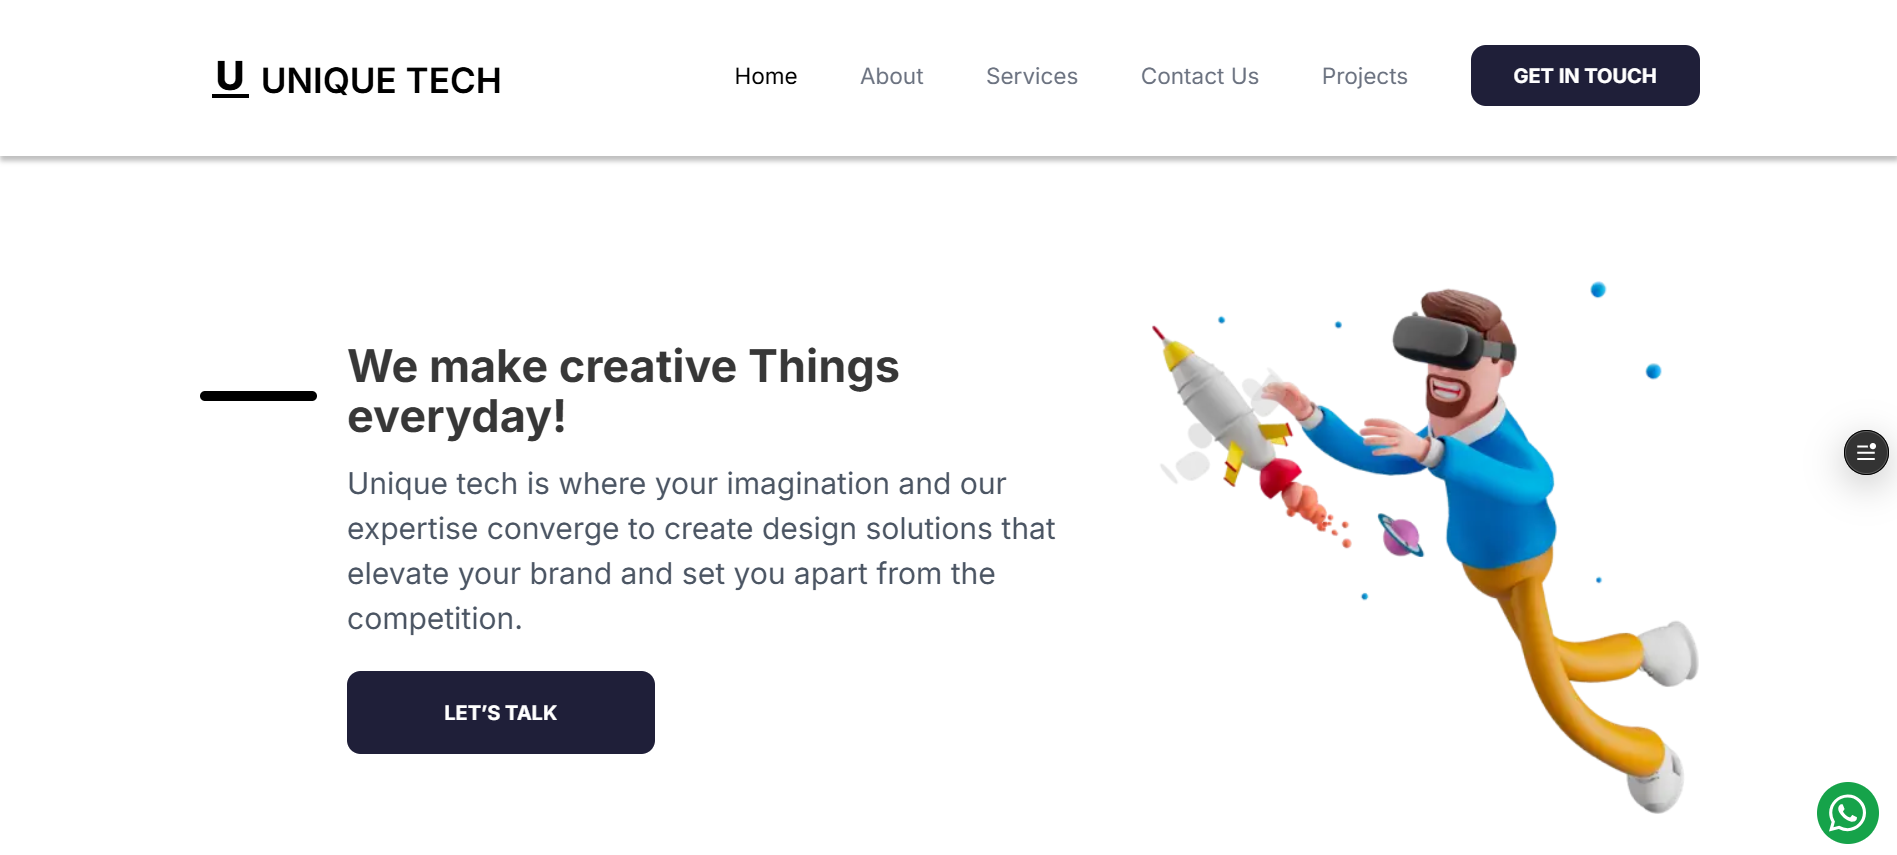 U UNIQUE TECH
Home About Services Contact Us Projects GET IN TOUCH
We make creative Things
everyday!
Unique tech is where your imagination and our
expertise converge to create design solutions that
elevate your brand and set you apart from the
competition.
LET’S TALK